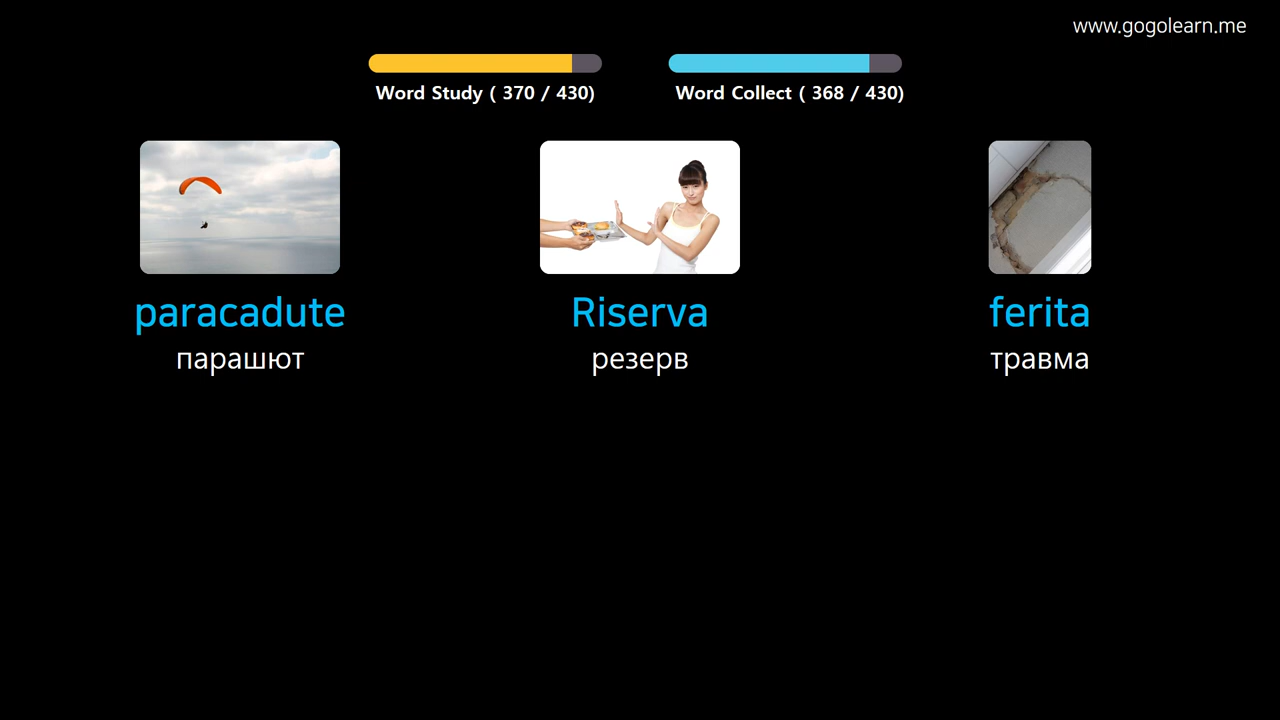 www.gogolearn.me
Word Study ( 370 / 430)
Word Collect ( 368 / 430)
paracadute
парашют
Riserva
резерв
ferita
травма